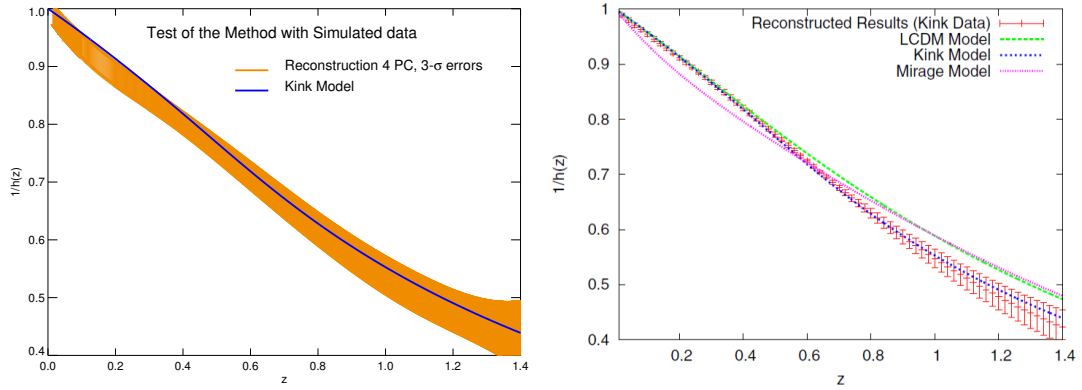 Test of the Method with Simulated data
Reconstruction 4 PC, 3-σ errors
Kink Model
1/h(z)
1.0
0.9
0.8
0.7
0.6
0.5
0.4
0.0
0.2
0.4
0.6
0.8
1.0
1.2
1.4
z
Reconstructed Results (Kink Data)
LCDM Model
Kink Model
Mirage Model
1/h(z)
1
0.9
0.8
0.7
0.6
0.5
0.4
0.2
0.4
0.6
0.8
1
1.2
1.4
z